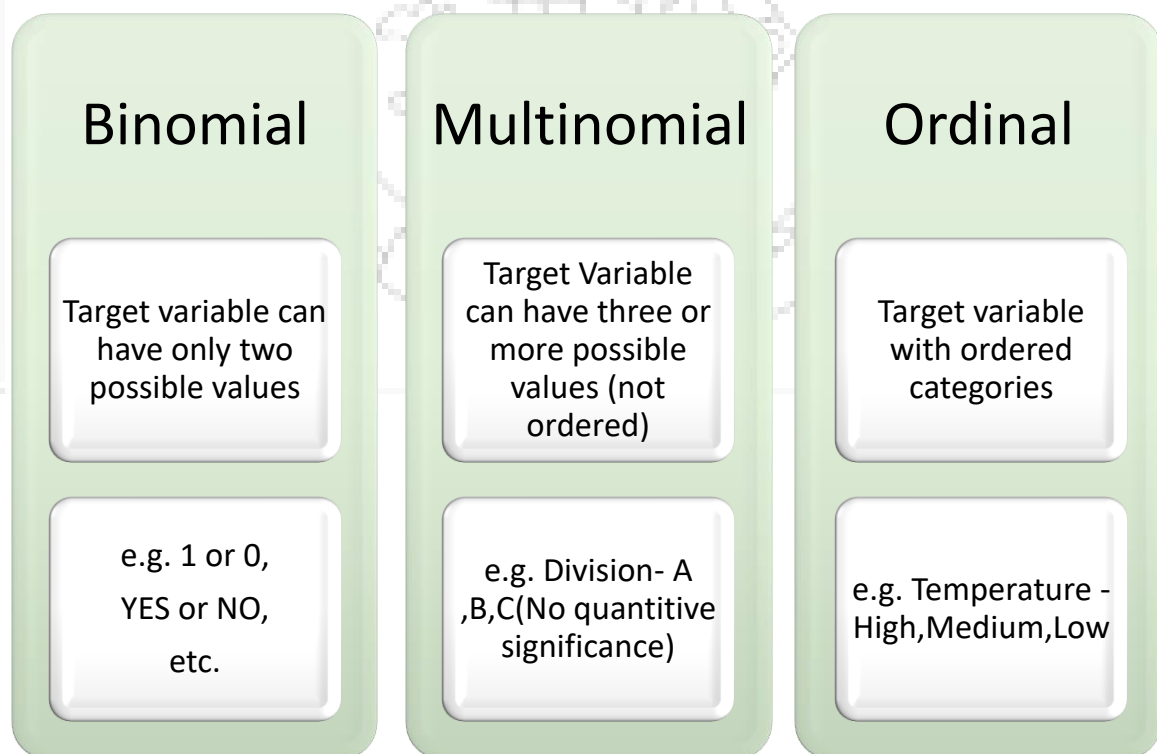 Binomial
Target variable can
have only two
possible values
e.g. 1 or 0,
YES or NO,
etc.
Multinomial
Target Variable
can have three or
more possible
values (not
ordered)
e.g. Division- A
,B,C(No quantitive
significance)
Ordinal
Target variable
with ordered
categories
e.g. Temperature -
High,Medium,Low